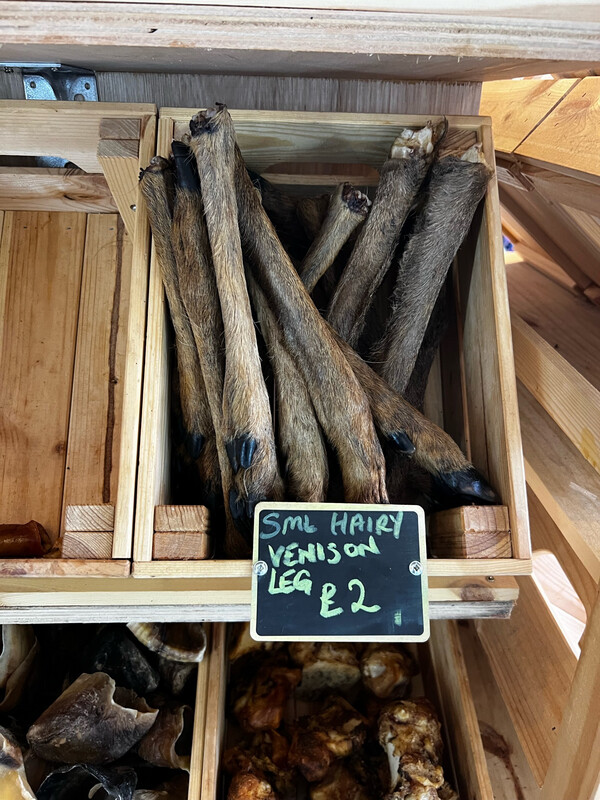 SML HAIRY
VENISON
LEG £2